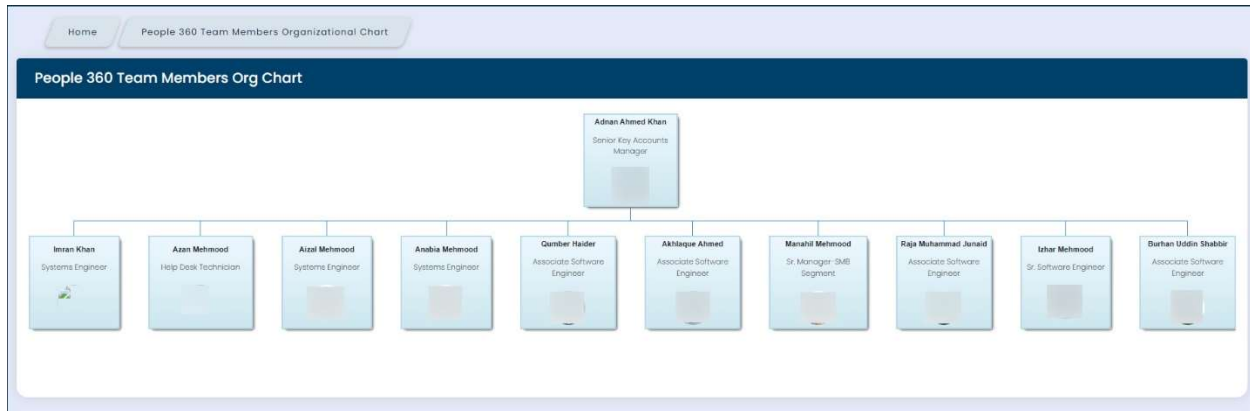 Home
People 360 Team Members Organizational Chart
People 360 Team Members Org Chart
Adnan Ahmed Khan
Senior Key Accounts
Manager
Imran Khan
Systems Engineer
Azan Mehmood
Help Desk Technician
Aizal Mehmood
Systems Engineer
Anabia Mehmood
Systems Engineer
Qumber Haider
Associate Software
Engineer
Akhlaque Ahmed
Associate Software
Engineer
Manahil Mehmood
Sr. Manager-SMB
Segment
Raja Muhammad Junaid
Associate Software
Engineer
Izhar Mehmood
Sr. Software Engineer
Burhan Uddin Shabbir
Associate Software
Engineer